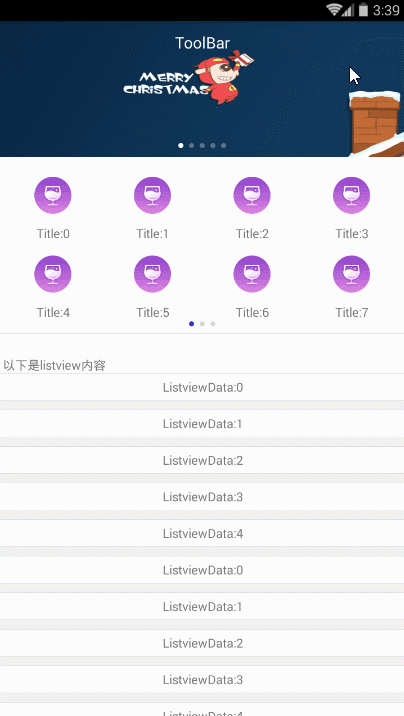 3:39
ToolBar
MERRY
CHRISTMAS
Title:0 Title:1 Title:2 Title:3
Title:4 Title:5 Title:6 Title:7
以下是listview内容
ListviewData:0
ListviewData:1
ListviewData:2
ListviewData:3
ListviewData:4
ListviewData:0
ListviewData:1
ListviewData:2
ListviewData:3
ListviewData:4